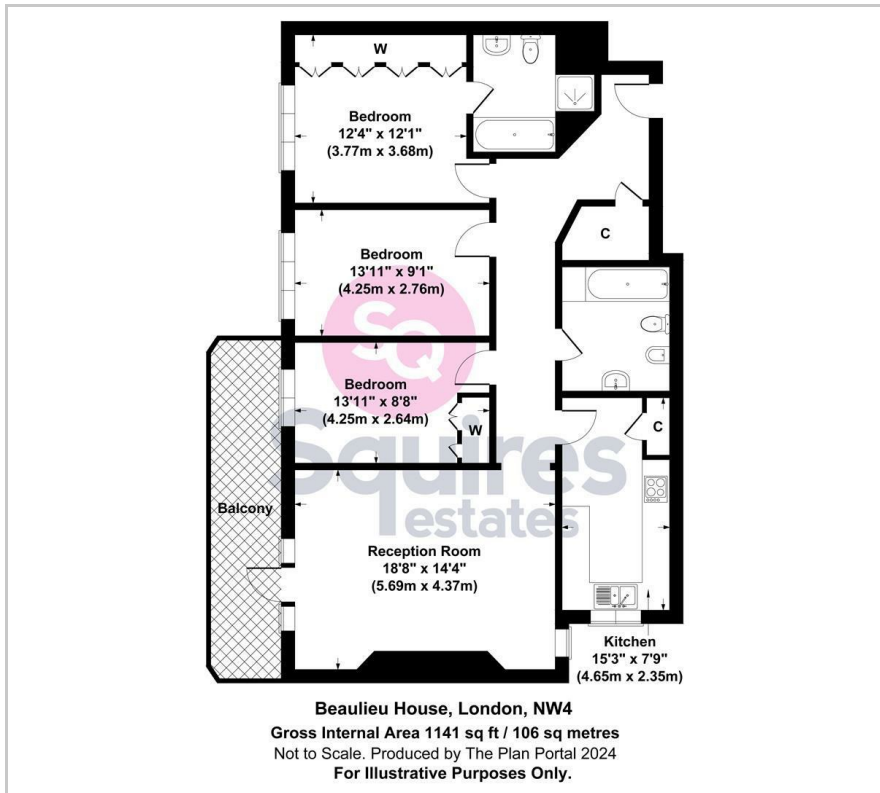 W
Bedroom
12'4" x 12'1"
(3.77m x 3.68m)
C
Bedroom
13'11" x 9'1"
(4.25m x 2.76m)
SQ
Bedroom
13'11" x 8'8"
(4.25m x 2.64m)
W
C
Squires
estates
Balcony
Reception Room
18'8" x 14'4"
(5.69m x 4.37m)
Kitchen
15'3" x 7'9"
(4.65m x 2.35m)
Beaulieu House, London, NW4
Gross Internal Area 1141 sq ft / 106 sq metres
Not to Scale. Produced by The Plan Portal 2024
For Illustrative Purposes Only.